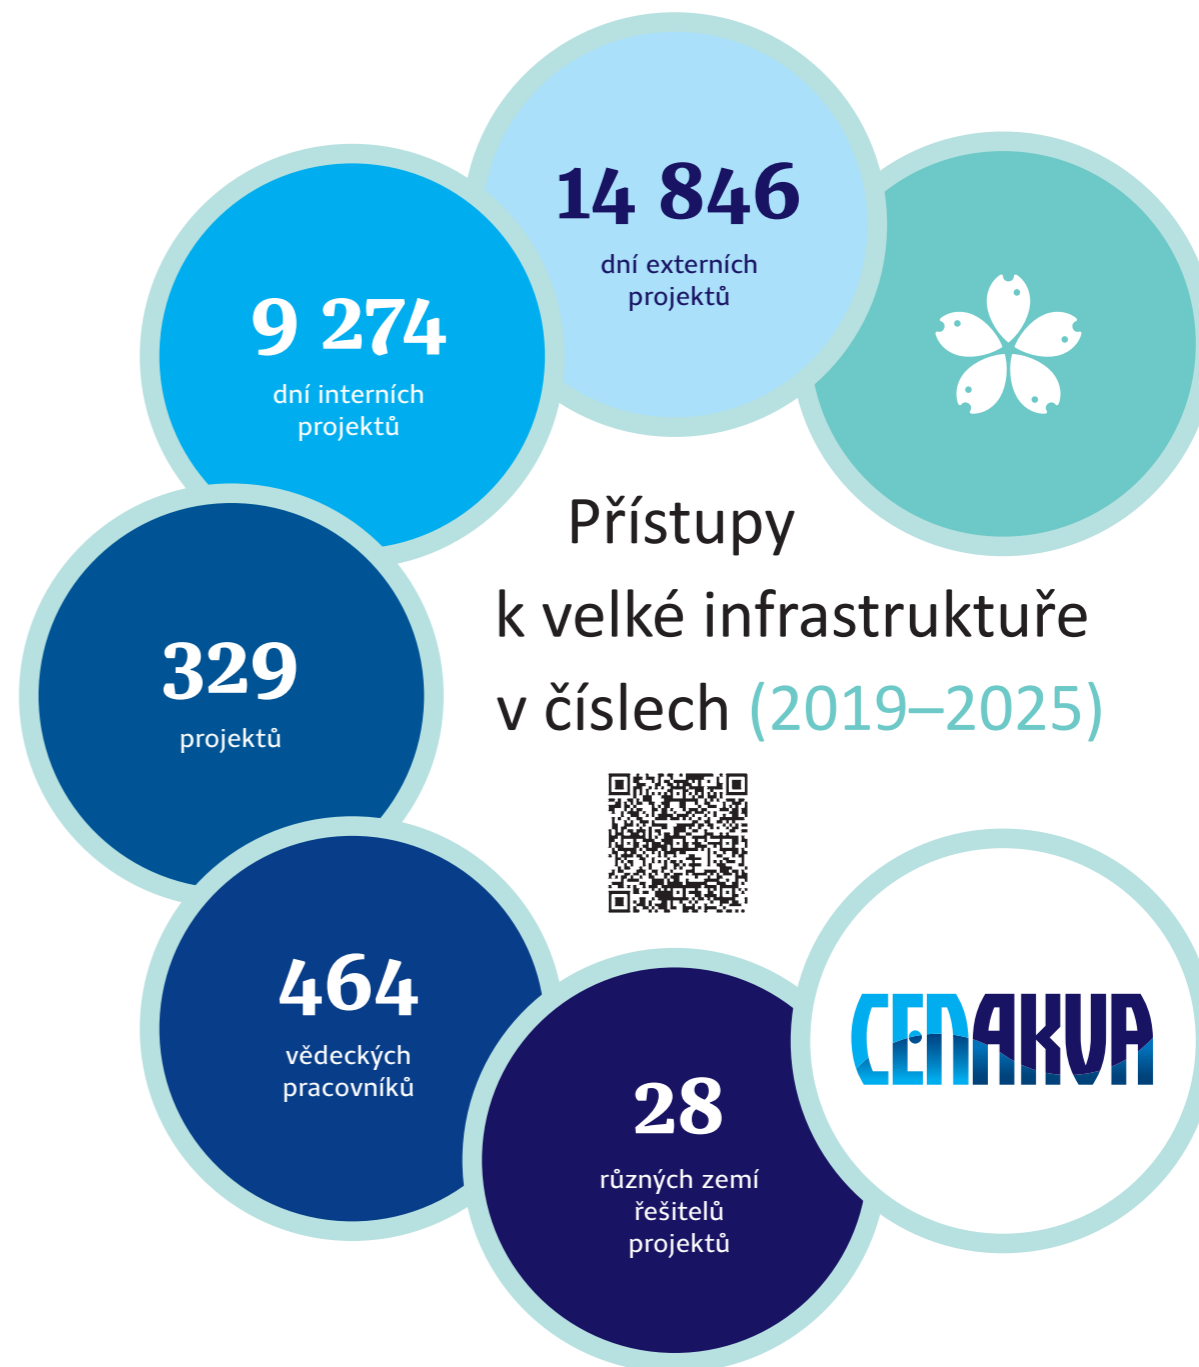 14 846
dní externích
projektů
9 274
dní interních
projektů
329
projektů
464
vědeckých
pracovníků
28
různých zemí
řešitelů
projektů
Přístupy
k velké infrastruktuře
v číslech (2019–2025)
CENAKVA